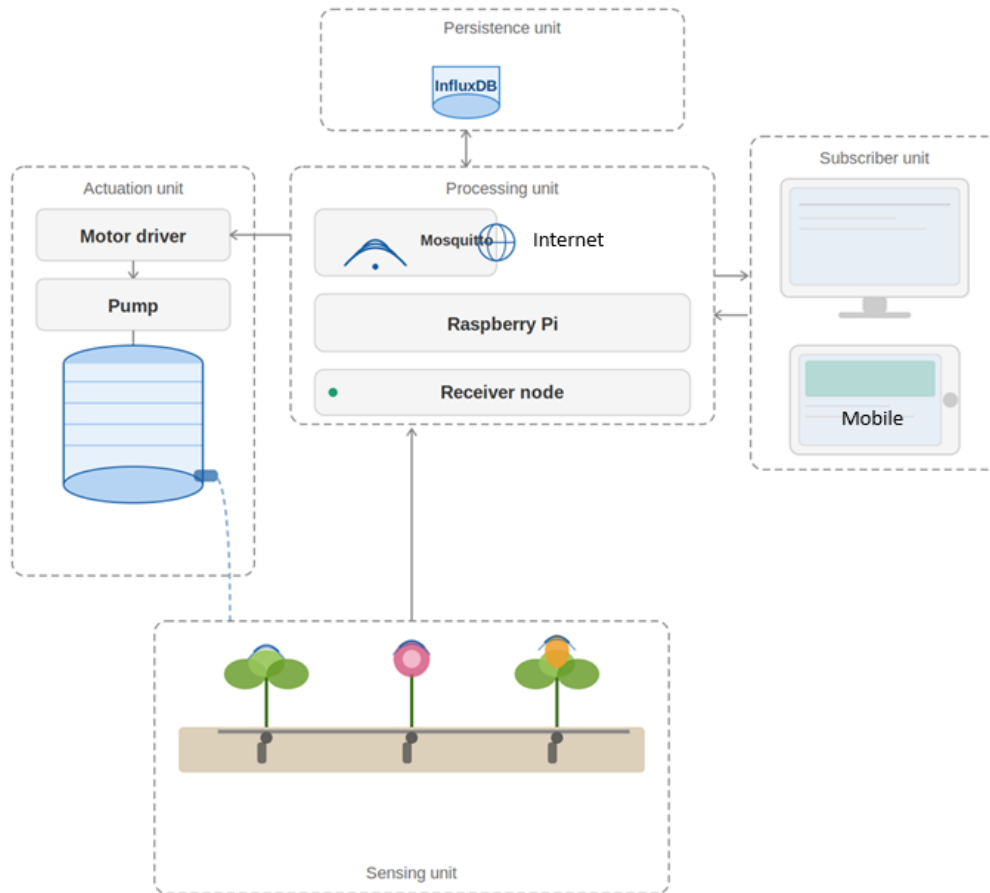 Persistence unit
InfluxDB
Subscriber unit
Actuation unit
Processing unit
Motor driver
Mosquitto
Internet
Pump
Raspberry Pi
Receiver node
Mobile
Sensing unit